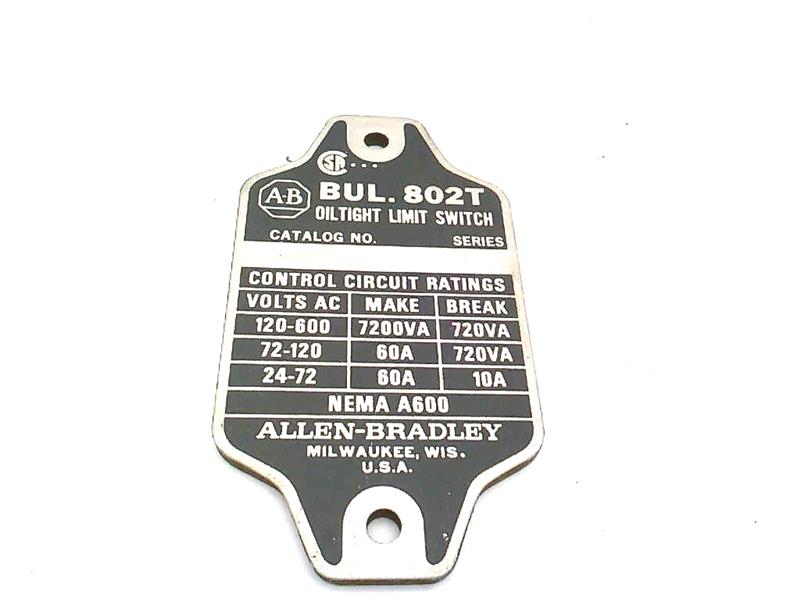 SA
A-B
BUL. 802T
OILTIGHT LIMIT SWITCH
CATALOG NO. SERIES
CONTROL CIRCUIT RATINGS
VOLTS AC MAKE BREAK
120-600 7200VA 720VA
72-120 60A 720VA
24-72 60A 10A
NEMA A600
ALLEN-BRADLEY
MILWAUKEE, WIS.
U.S.A.